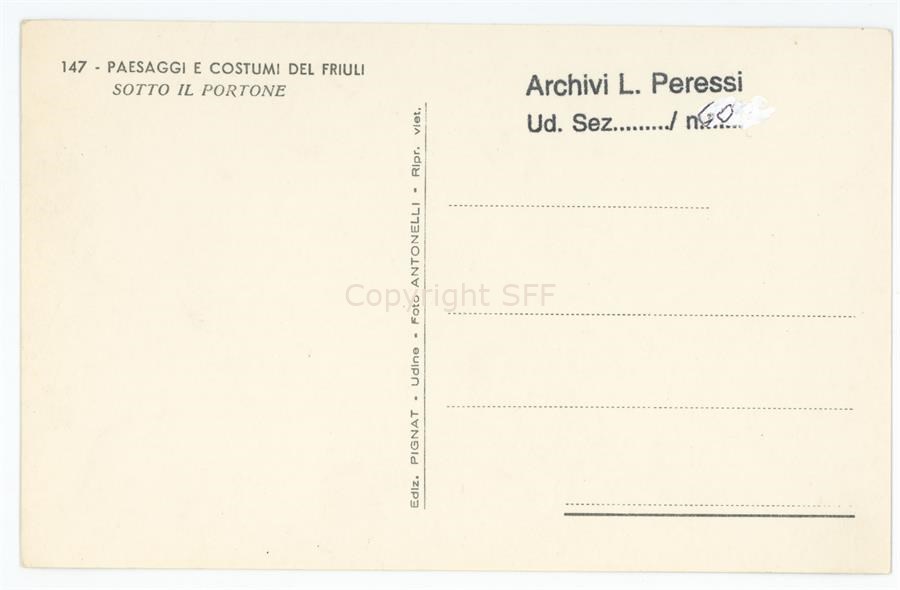 147 - PAESAGGI E COSTUMI DEL FRIULI
SOTTO IL PORTONE
Ediz. PIGNAT - Udine - Foto ANTONELLI - Ripr. viet.
Archivi L. Peressi
Ud. Sez........./ n.......
60
Copyright SFF